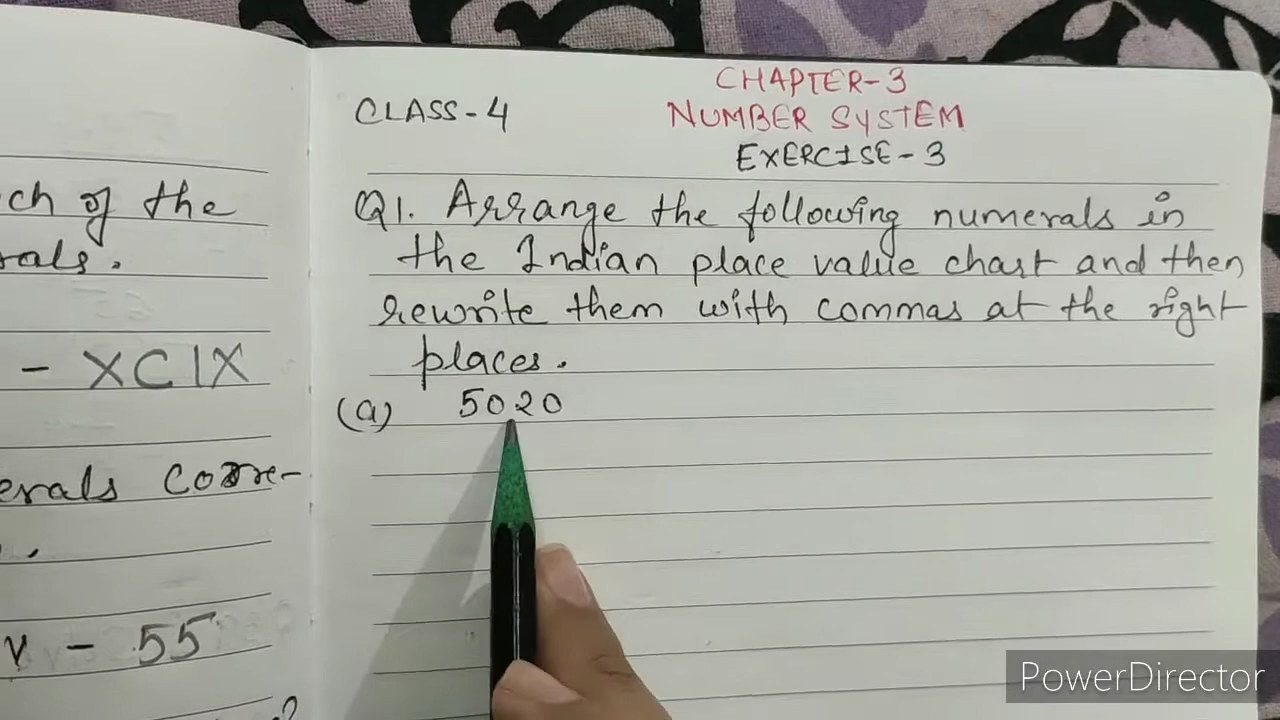 ch of the
rals.
- XCIX
erals corre-
.
V - 55
CHAPTER-3
CLASS-4
NUMBER SYSTEM
EXERCISE-3
Q1. Arrange the following numerals in
the Indian place value chart and then
rewrite them with commas at the right
places.
(a) 5020
PowerDirector